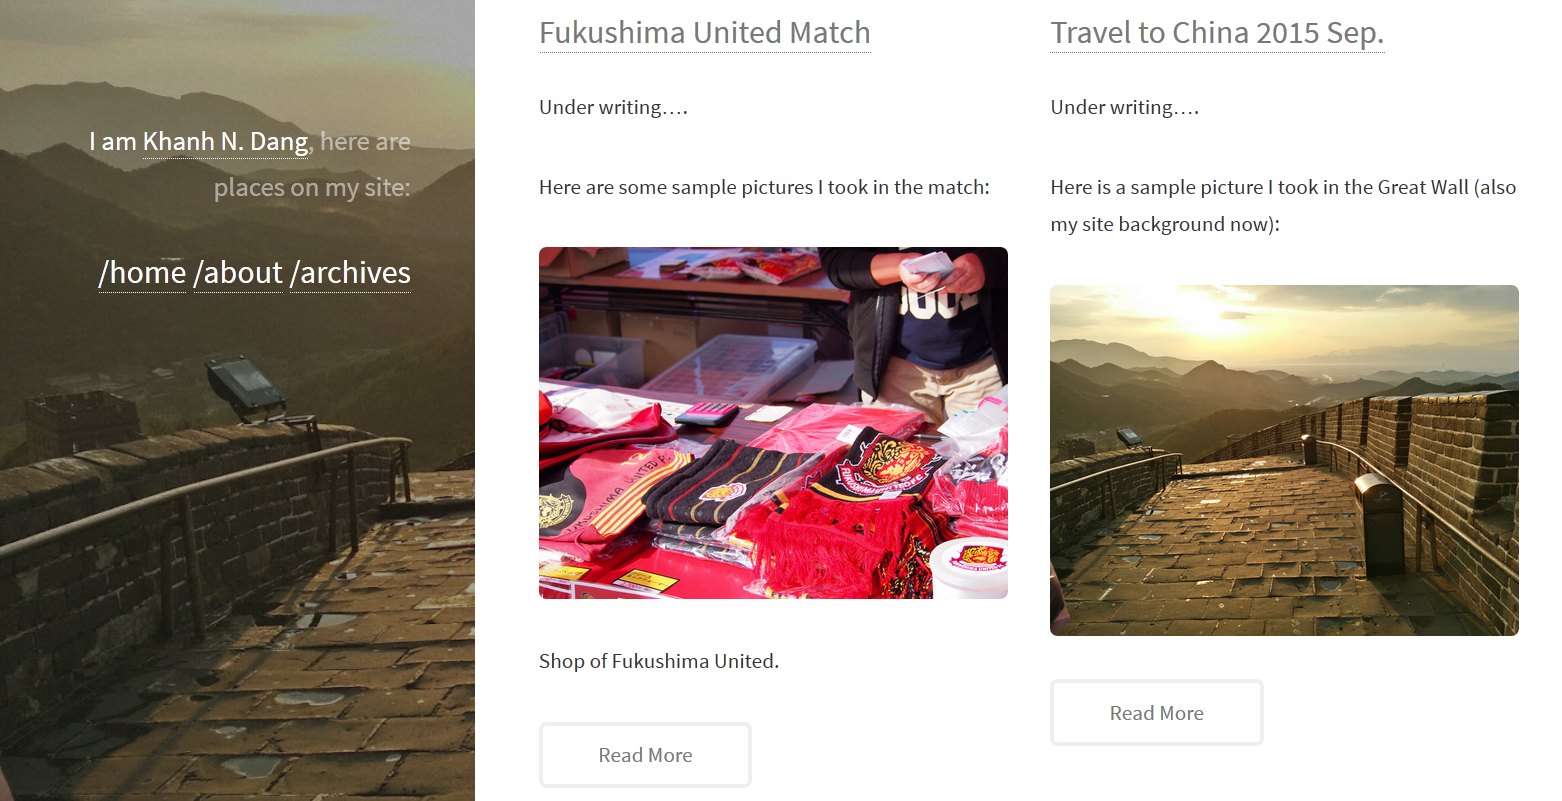 I am Khanh N. Dang, here are
places on my site:
/home /about /archives
Fukushima United Match
Under writing....
Here are some sample pictures I took in the match:
FUKUSHIMA UNITED F.C
Shop of Fukushima United.
Read More
Travel to China 2015 Sep.
Under writing....
Here is a sample picture I took in the Great Wall (also
my site background now):
Read More